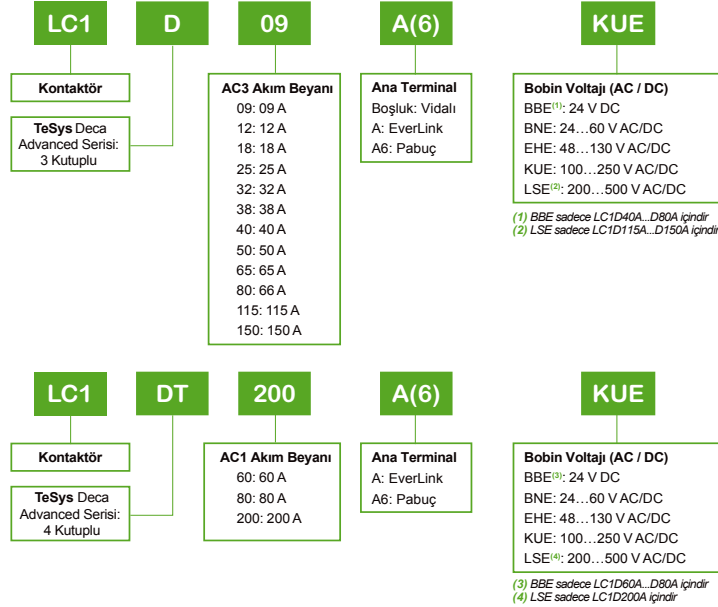 LC1 D 09 A(6) KUE
Kontaktör
TeSys Deca
Advanced Serisi:
3 Kutuplu
AC3 Akım Beyanı
09: 09 A
12: 12 A
18: 18 A
25: 25 A
32: 32 A
38: 38 A
40: 40 A
50: 50 A
65: 65 A
80: 66 A
115: 115 A
150: 150 A
Ana Terminal
Boşluk: Vidalı
A: EverLink
A6: Pabuç
Bobin Voltajı (AC / DC)
BBE(1): 24 V DC
BNE: 24…60 V AC/DC
EHE: 48…130 V AC/DC
KUE: 100…250 V AC/DC
LSE(2): 200…500 V AC/DC
(1) BBE sadece LC1D40A...D80A içindir
(2) LSE sadece LC1D115A...D150A içindir
LC1 DT 200 A(6) KUE
Kontaktör
TeSys Deca
Advanced Serisi:
4 Kutuplu
AC1 Akım Beyanı
60: 60 A
80: 80 A
200: 200 A
Ana Terminal
A: EverLink
A6: Pabuç
Bobin Voltajı (AC / DC)
BBE(3): 24 V DC
BNE: 24…60 V AC/DC
EHE: 48…130 V AC/DC
KUE: 100…250 V AC/DC
LSE(4): 200…500 V AC/DC
(3) BBE sadece LC1D60A...D80A içindir
(4) LSE sadece LC1D200A içindir